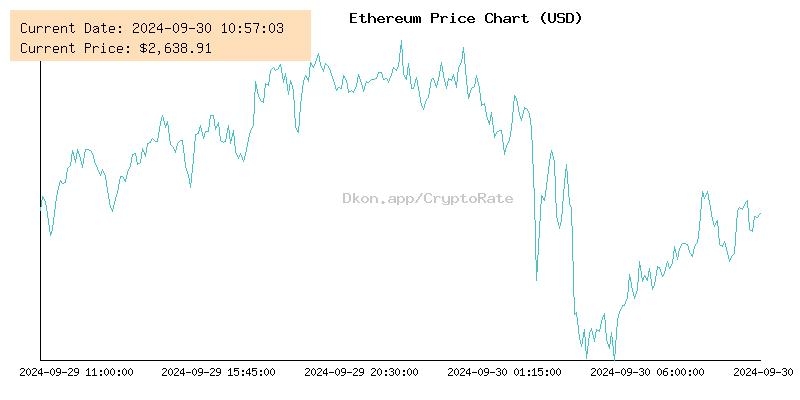 Ethereum Price Chart (USD)
Current Date: 2024-09-30 10:57:03
Current Price: $2,638.91
Dkon.app/CryptoRate
2024-09-29 11:00:00 2024-09-29 15:45:00 2024-09-29 20:30:00 2024-09-30 01:15:00 2024-09-30 06:00:00 2024-09-30